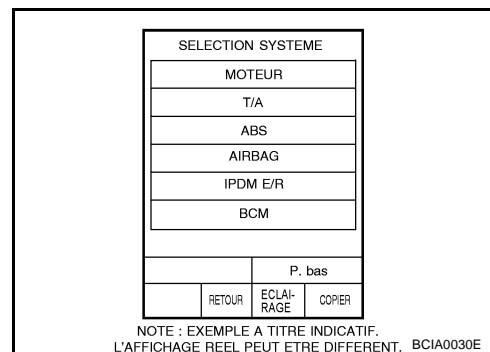 SELECTION SYSTEME
MOTEUR
T/A
ABS
AIRBAG
IPDM E/R
BCM
P. bas
RETOUR ECLAI-RAGE COPIER
NOTE : EXEMPLE A TITRE INDICATIF.
L'AFFICHAGE REEL PEUT ETRE DIFFERENT. BCIA0030E